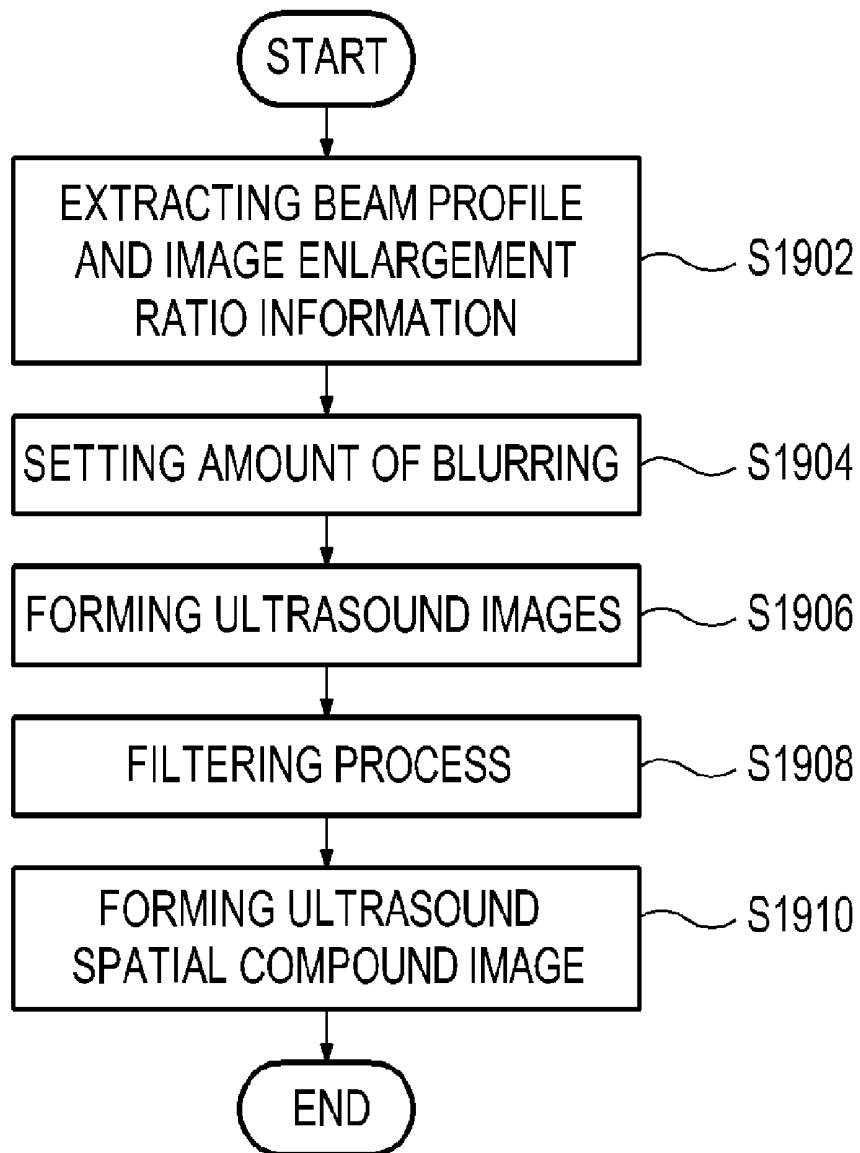 START
EXTRACTING BEAM PROFILE
AND IMAGE ENLARGEMENT
RATIO INFORMATION
S1902
SETTING AMOUNT OF BLURRING
S1904
FORMING ULTRASOUND IMAGES
S1906
FILTERING PROCESS
S1908
FORMING ULTRASOUND
SPATIAL COMPOUND IMAGE
S1910
END